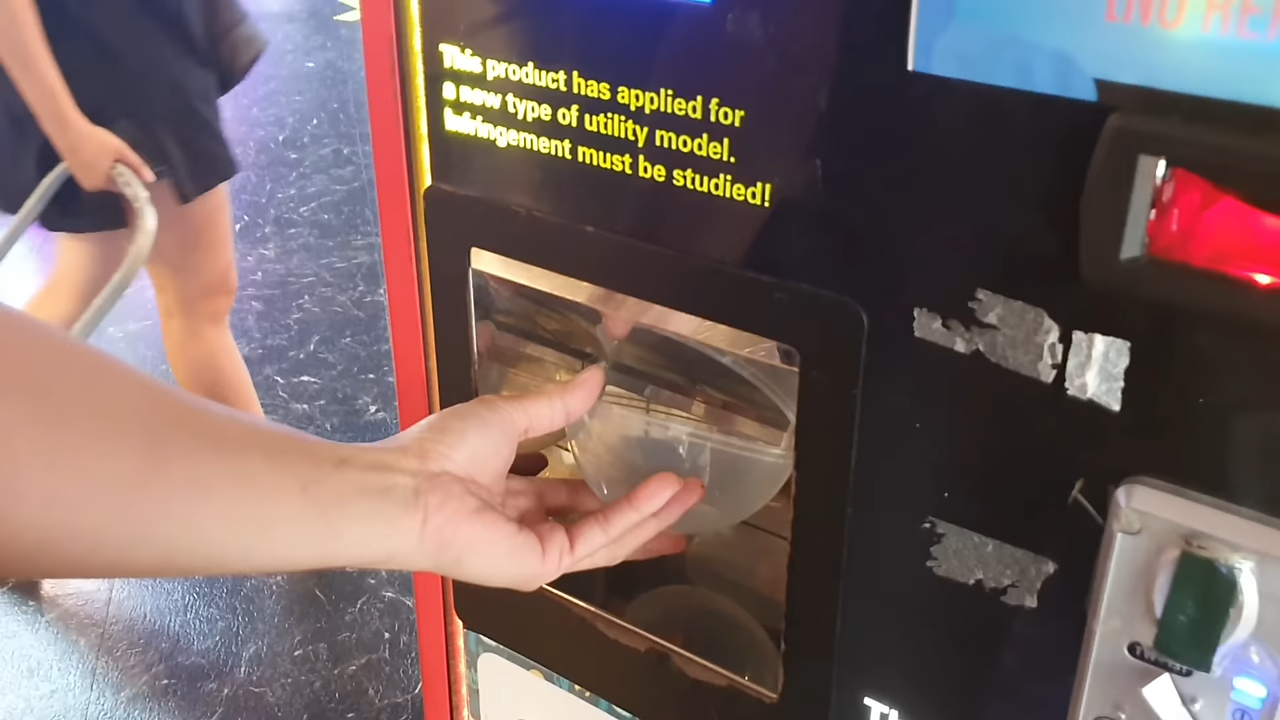 This product has applied for
a new type of utility model.
Infringement must be studied!